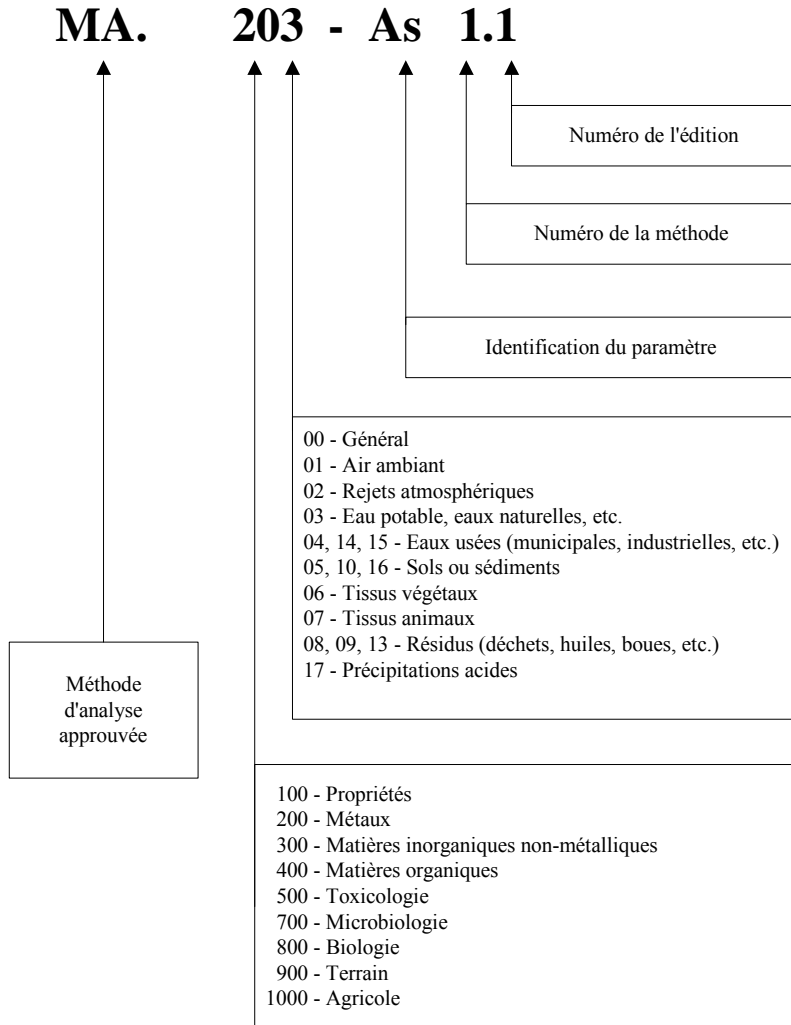 MA. 203 - As 1.1
Numéro de l'édition
Numéro de la méthode
Identification du paramètre
00 - Général
01 - Air ambiant
02 - Rejets atmosphériques
03 - Eau potable, eaux naturelles, etc.
04, 14, 15 - Eaux usées (municipales, industrielles, etc.)
05, 10, 16 - Sols ou sédiments
06 - Tissus végétaux
07 - Tissus animaux
08, 09, 13 - Résidus (déchets, huiles, boues, etc.)
17 - Précipitations acides
Méthode
d'analyse
approuvée
100 - Propriétés
200 - Métaux
300 - Matières inorganiques non-métalliques
400 - Matières organiques
500 - Toxicologie
700 - Microbiologie
800 - Biologie
900 - Terrain
1000 - Agricole